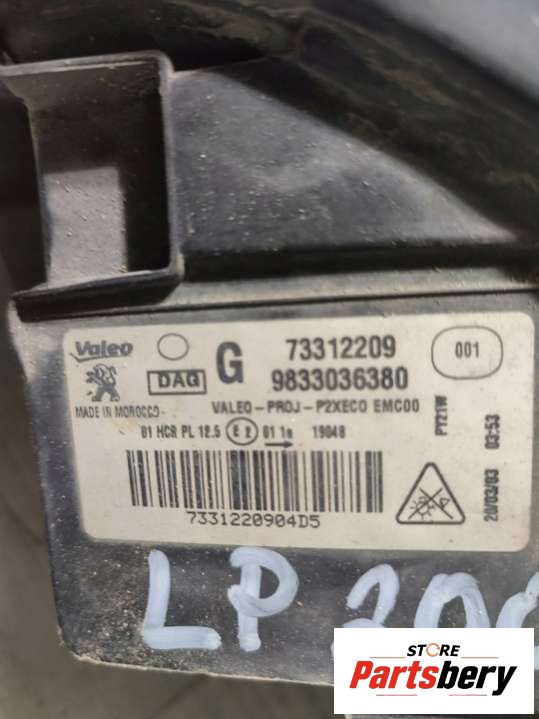 Valeo
G
73312209
001
DAG
9833036380
MADE IN MOROCCO
VALEO-PROJ-P2XECO EMC00
PY21W
01 HCR PL 12.5 E2 01 1a 19048
20/03/03 03:53
7331220904D5
LP
STORE
Partsbery